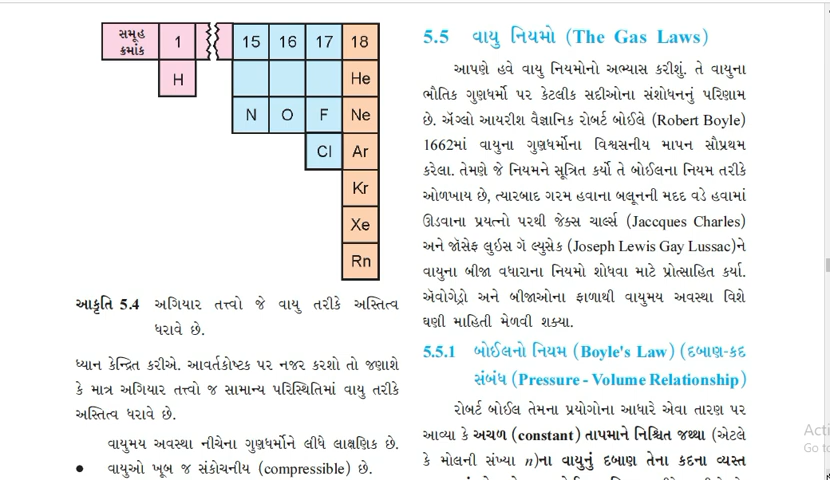 સમૂહ ક્રમાંક 1 15 16 17 18
H He
N O F Ne
Cl Ar
Kr
Xe
Rn
આકૃતિ 5.4 અગિયાર તત્ત્વો જે વાયુ તરીકે અસ્તિત્વ
ધરાવે છે.
ધ્યાન કેન્દ્રિત કરીએ. આવર્તકોષ્ટક પર નજર કરશો તો જણાશે
કે માત્ર અગિયાર તત્ત્વો જ સામાન્ય પરિસ્થિતિમાં વાયુ તરીકે
અસ્તિત્વ ધરાવે છે.
વાયુમય અવસ્થા નીચેના ગુણધર્મોને લીધે લાક્ષણિક છે.
● વાયુઓ ખૂબ જ સંકોચનીય (compressible) છે.
5.5 વાયુ નિયમો (The Gas Laws)
આપણે હવે વાયુ નિયમોનો અભ્યાસ કરીશું. તે વાયુના
ભૌતિક ગુણધર્મો પર કેટલીક સદીઓના સંશોધનનું પરિણામ
છે. ઍંગ્લો આયરીશ વૈજ્ઞાનિક રોબર્ટ બોઈલે (Robert Boyle)
1662માં વાયુના ગુણધર્મોના વિશ્વસનીય માપન સૌપ્રથમ
કરેલા. તેમણે જે નિયમને સૂત્રિત કર્યો તે બોઈલના નિયમ તરીકે
ઓળખાય છે, ત્યારબાદ ગરમ હવાના બલૂનની મદદ વડે હવામાં
ઊડવાના પ્રયત્નો પરથી જેક્સ ચાર્લ્સ (Jaccques Charles)
અને જૉસેફ લુઇસ ગૅ લ્યુસેક (Joseph Lewis Gay Lussac)ને
વાયુના બીજા વધારાના નિયમો શોધવા માટે પ્રોત્સાહિત કર્યા.
ઍવોગેડ્રો અને બીજાઓના ફાળાથી વાયુમય અવસ્થા વિશે
ઘણી માહિતી મેળવી શક્યા.
5.5.1 બોઈલનો નિયમ (Boyle's Law) (દબાણ-કદ
સંબંધ (Pressure - Volume Relationship)
રોબર્ટ બોઈલ તેમના પ્રયોગોના આધારે એવા તારણ પર
આવ્યા કે અચળ (constant) તાપમાને નિશ્ચિત જથ્થા (એટલે
કે મોલની સંખ્યા n)ના વાયુનું દબાણ તેના કદના વ્યસ્ત
Acti
Go to